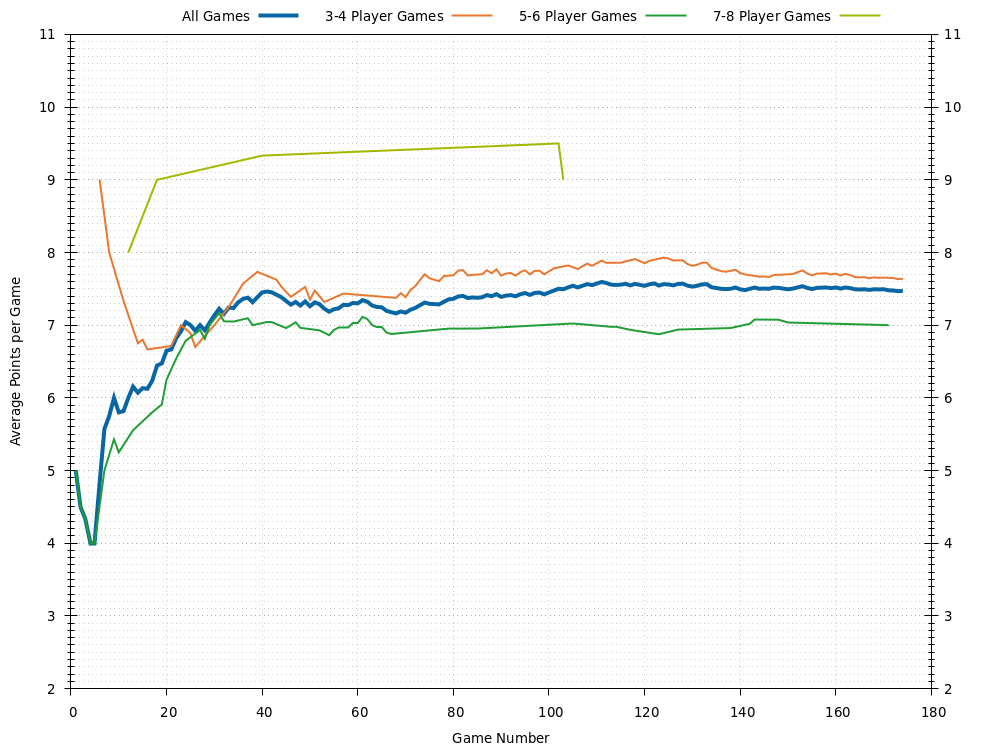 All Games 3-4 Player Games 5-6 Player Games 7-8 Player Games
11 11
10 10
9 9
8 8
7 7
6 6
5 5
4 4
3 3
2 2
Average Points per Game
0 20 40 60 80 100 120 140 160 180
Game Number